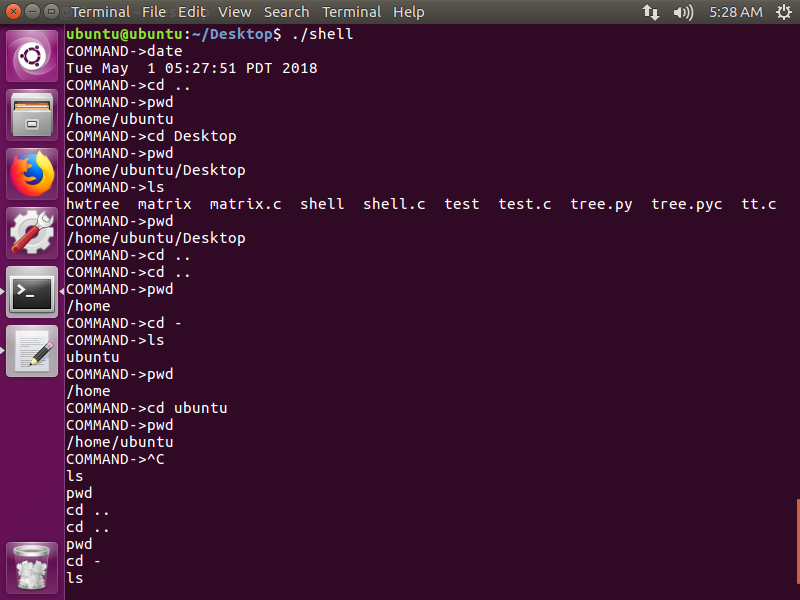 Terminal File Edit View Search Terminal Help 5:28 AM
ubuntu@ubuntu:~/Desktop$ ./shell
COMMAND->date
Tue May  1 05:27:51 PDT 2018
COMMAND->cd ..
COMMAND->pwd
/home/ubuntu
COMMAND->cd Desktop
COMMAND->pwd
/home/ubuntu/Desktop
COMMAND->ls
hwtree  matrix  matrix.c  shell  shell.c  test  test.c  tree.py  tree.pyc  tt.c
COMMAND->pwd
/home/ubuntu/Desktop
COMMAND->cd ..
COMMAND->cd ..
COMMAND->pwd
/home
COMMAND->cd -
COMMAND->ls
ubuntu
COMMAND->pwd
/home
COMMAND->cd ubuntu
COMMAND->pwd
/home/ubuntu
COMMAND->^C
ls
pwd
cd ..
cd ..
pwd
cd -
ls